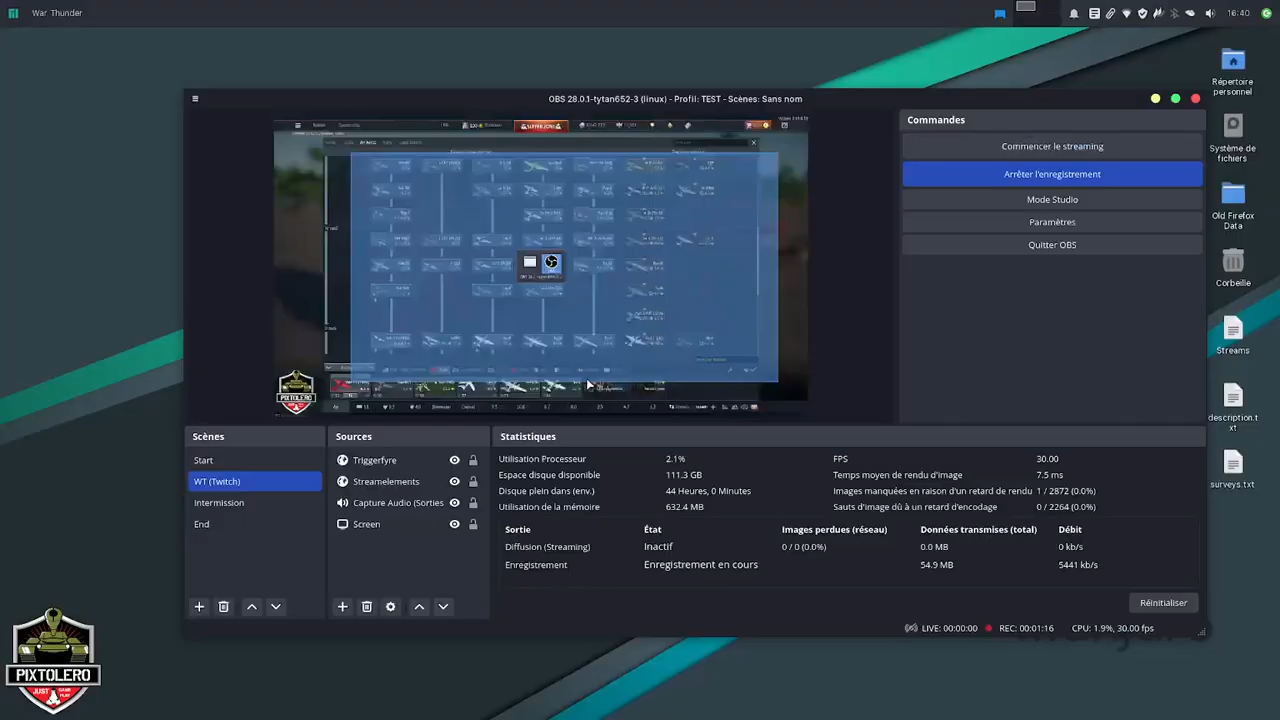 War Thunder
16:40
OBS 28.0.1-tytan652-3 (linux) - Profil: TEST - Scènes: Sans nom
Commandes
Commencer le streaming
Arrêter l'enregistrement
Mode Studio
Paramètres
Quitter OBS
Répertoire
personnel
Système de
fichiers
Old Firefox
Data
Corbeille
Streams
description.t
xt
surveys.txt
PIXTOLERO
Scènes
Start
WT (Twitch)
Intermission
End
Sources
Triggerfyre
Streamelements
Capture Audio (Sorties
Screen
Statistiques
Utilisation Processeur 2.1% FPS 30.00
Espace disque disponible 111.3 GB Temps moyen de rendu d'image 7.5 ms
Disque plein dans (env.) 44 Heures, 0 Minutes Images manquées en raison d'un retard de rendu 1 / 2872 (0.0%)
Utilisation de la mémoire 632.4 MB Sauts d'image dû à un retard d'encodage 0 / 2264 (0.0%)
Sortie État Images perdues (réseau) Données transmises (total) Débit
Diffusion (Streaming) Inactif 0 / 0 (0.0%) 0.0 MB 0 kb/s
Enregistrement Enregistrement en cours 54.9 MB 5441 kb/s
Réinitialiser
LIVE: 00:00:00 REC: 00:01:16 CPU: 1.9%, 30.00 fps
PIXTOLERO
JUST GAME PLAY